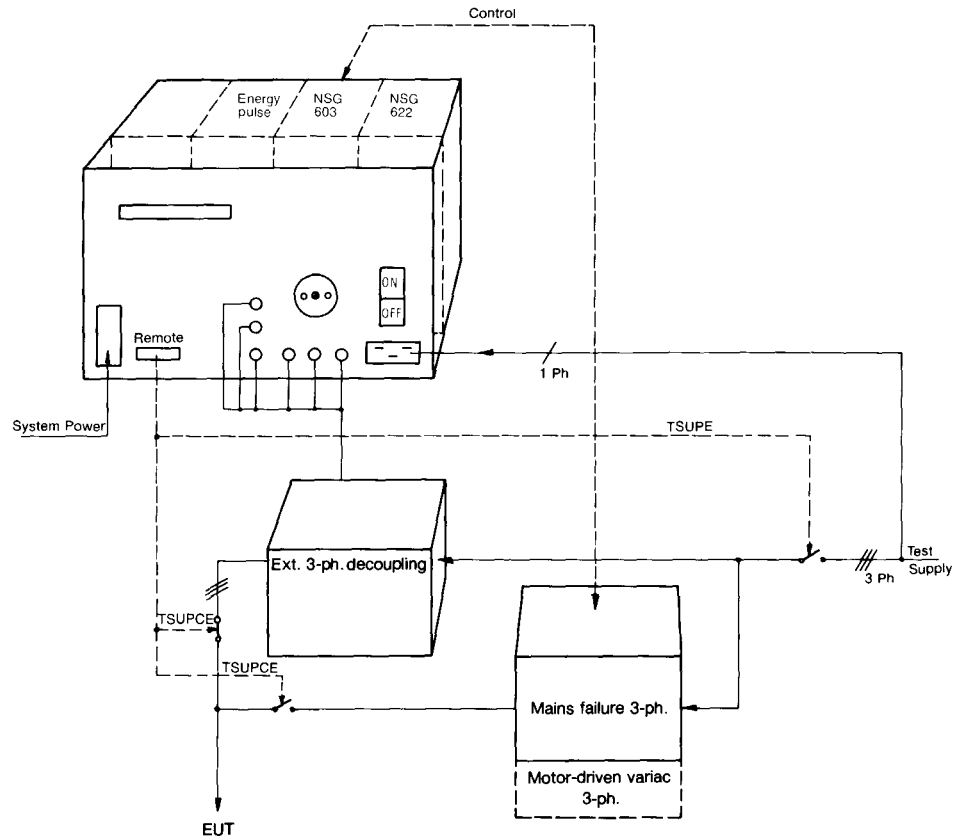 Control
Energy
pulse
NSG
603
NSG
622
ON
OFF
Remote
1 Ph
System Power
TSUPE
Test
Supply
3 Ph
Ext. 3-ph. decoupling
TSUPCE
TSUPCE
Mains failure 3-ph.
Motor-driven variac
3-ph.
EUT